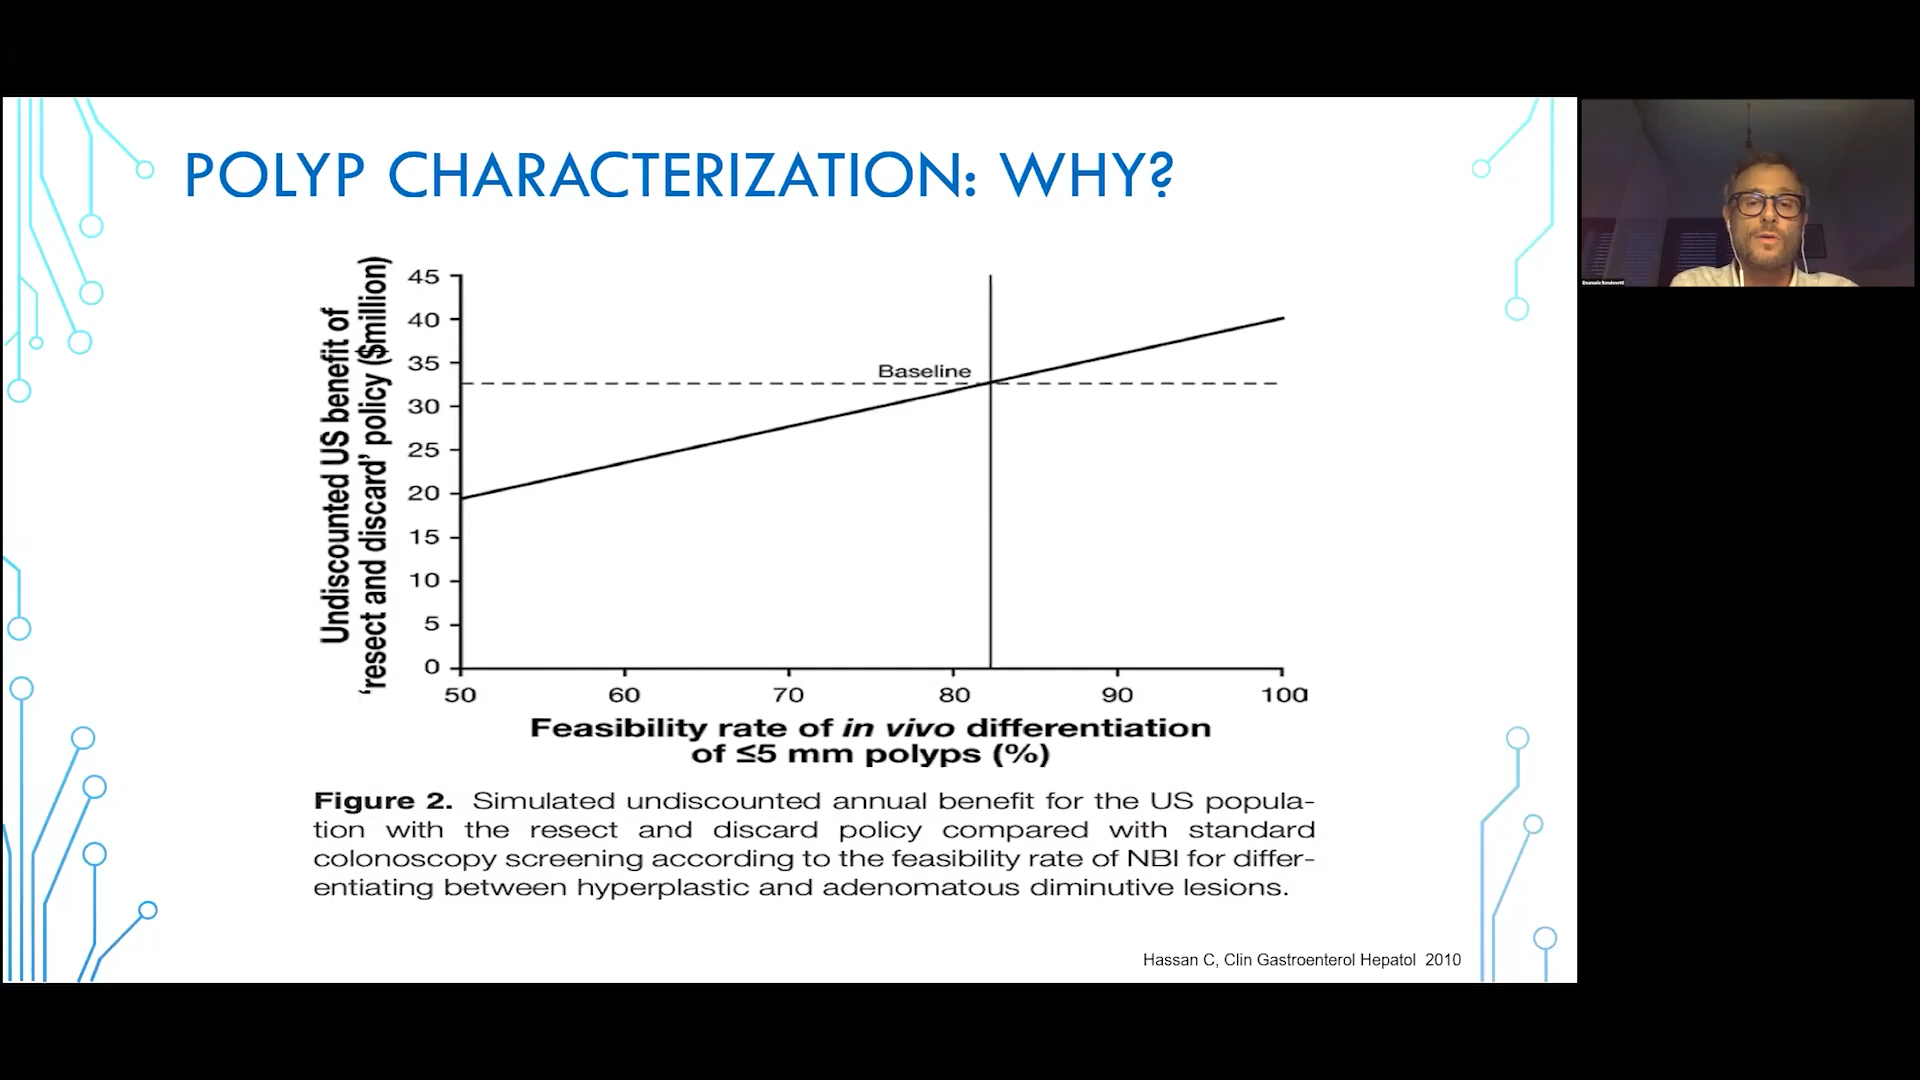 POLYP CHARACTERIZATION: WHY?
Undiscounted US benefit of
'resect and discard' policy ($million)
45
40
35
30
25
20
15
10
5
0
Baseline
50 60 70 80 90 100
Feasibility rate of in vivo differentiation
of ≤5 mm polyps (%)
Figure 2. Simulated undiscounted annual benefit for the US popula-
tion with the resect and discard policy compared with standard
colonoscopy screening according to the feasibility rate of NBI for differ-
entiating between hyperplastic and adenomatous diminutive lesions.
Hassan C, Clin Gastroenterol Hepatol 2010
Emanuele Rondonotti